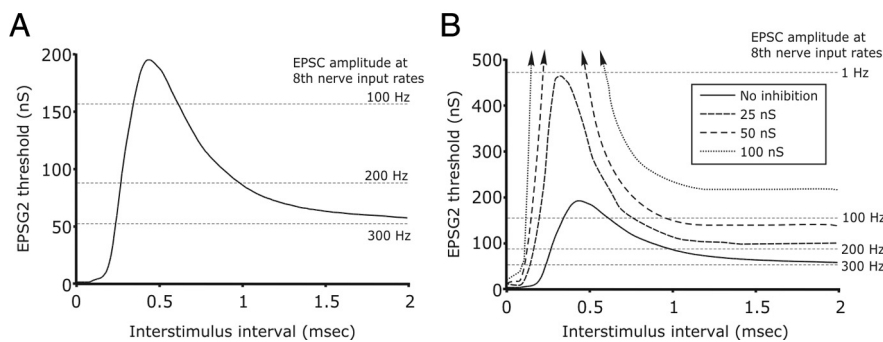 A
EPSC amplitude at
8th nerve input rates
EPSG2 threshold (nS)
200
150
100
50
0
100 Hz
200 Hz
300 Hz
0
0.5
1
1.5
2
Interstimulus interval (msec)
B
EPSC amplitude at
8th nerve input rates
EPSG2 threshold (nS)
500
400
300
200
100
0
1 Hz
No inhibition
25 nS
50 nS
100 nS
100 Hz
200 Hz
300 Hz
0
0.5
1
1.5
2
Interstimulus interval (msec)